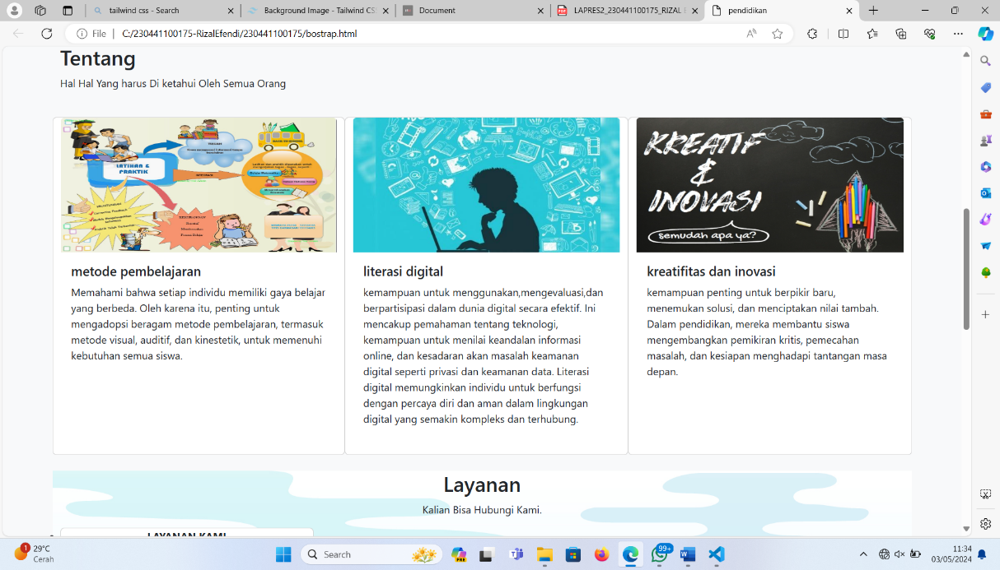 tailwind css - Search
Background Image - Tailwind CS
Document
LAPRES2_230441100175_RIZAL E
pendidikan
File
C:/230441100175-RizalEfendi/230441100175/bostrap.html
Tentang
Hal Hal Yang harus Di ketahui Oleh Semua Orang
LATIHAN &
PRAKTIK
KREATIF
&
INOVASI
semudah apa ya?
metode pembelajaran
Memahami bahwa setiap individu memiliki gaya belajar
yang berbeda. Oleh karena itu, penting untuk
mengadopsi beragam metode pembelajaran, termasuk
metode visual, auditif, dan kinestetik, untuk memenuhi
kebutuhan semua siswa.
literasi digital
kemampuan untuk menggunakan,mengevaluasi,dan
berpartisipasi dalam dunia digital secara efektif. Ini
mencakup pemahaman tentang teknologi,
kemampuan untuk menilai keandalan informasi
online, dan kesadaran akan masalah keamanan
digital seperti privasi dan keamanan data. Literasi
digital memungkinkan individu untuk berfungsi
dengan percaya diri dan aman dalam lingkungan
digital yang semakin kompleks dan terhubung.
kreatifitas dan inovasi
kemampuan penting untuk berpikir baru,
menemukan solusi, dan menciptakan nilai tambah.
Dalam pendidikan, mereka membantu siswa
mengembangkan pemikiran kritis, pemecahan
masalah, dan kesiapan menghadapi tantangan masa
depan.
Layanan
Kalian Bisa Hubungi Kami.
LAYANAN KAMI
1
29°C
Cerah
Search
PRE
99+
11:34
03/05/2024